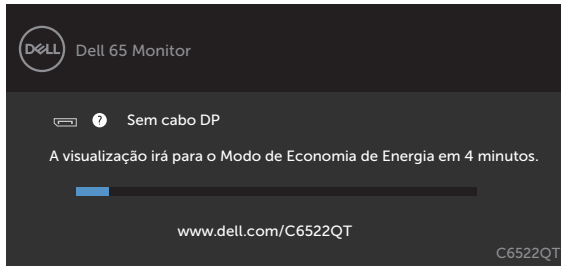 DELL Dell 65 Monitor
? Sem cabo DP
A visualização irá para o Modo de Economia de Energia em 4 minutos.
www.dell.com/C6522QT
C6522QT